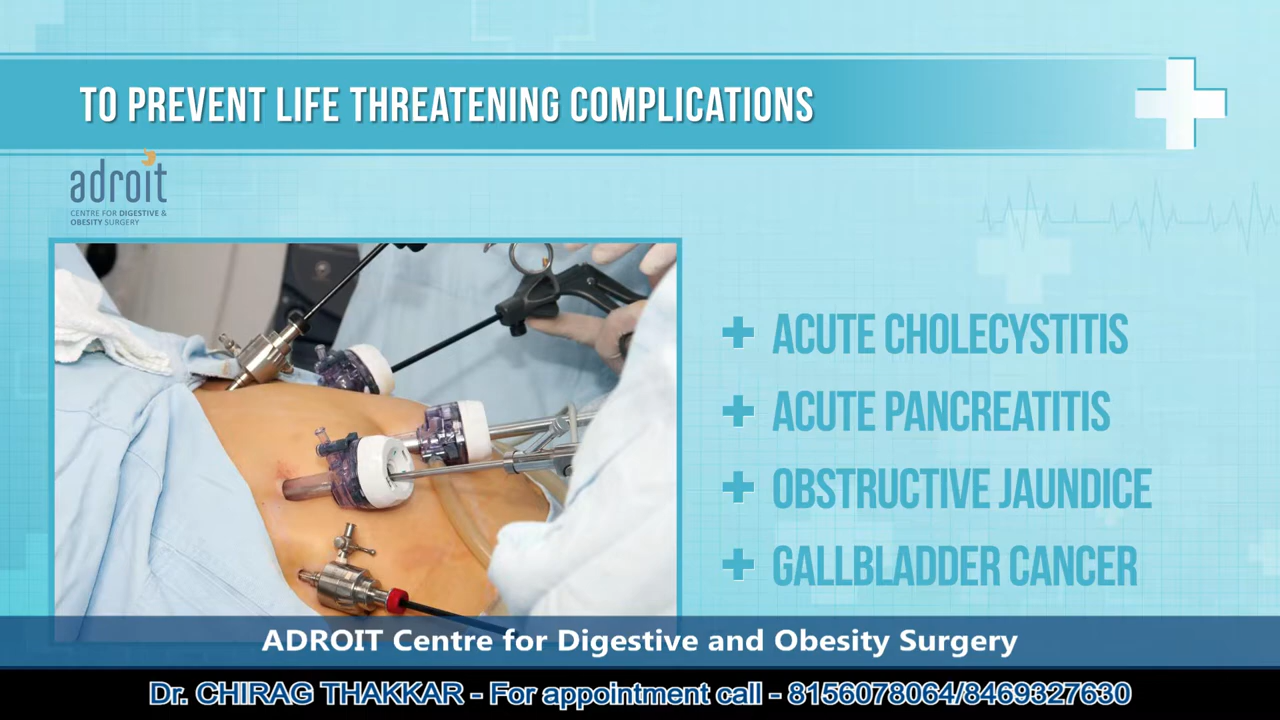 TO PREVENT LIFE THREATENING COMPLICATIONS
adroit
CENTRE FOR DIGESTIVE &
OBESITY SURGERY
ACUTE CHOLECYSTITIS
ACUTE PANCREATITIS
OBSTRUCTIVE JAUNDICE
GALLBLADDER CANCER
ADROIT Centre for Digestive and Obesity Surgery
Dr. CHIRAG THAKKAR - For appointment call - 8156078064/8469327630